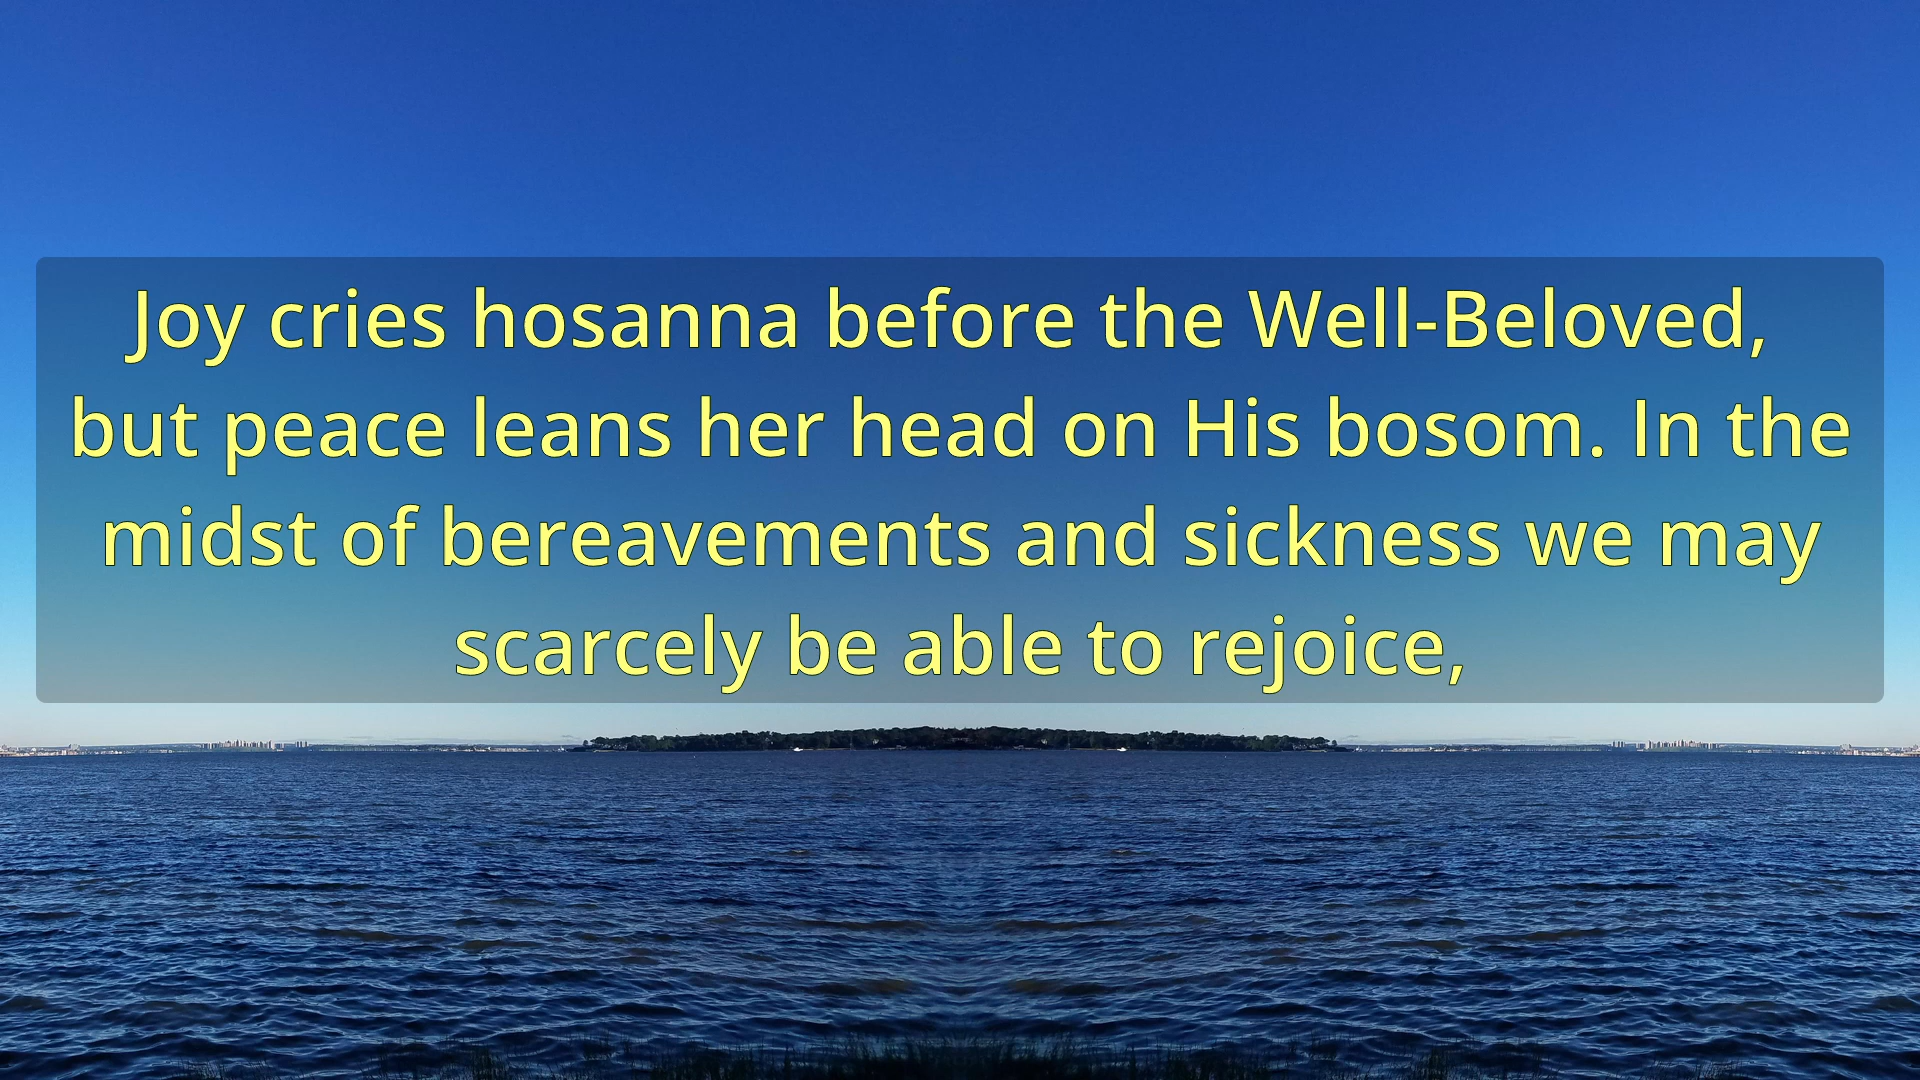 Joy cries hosanna before the Well-Beloved,
but peace leans her head on His bosom. In the
midst of bereavements and sickness we may
scarcely be able to rejoice,